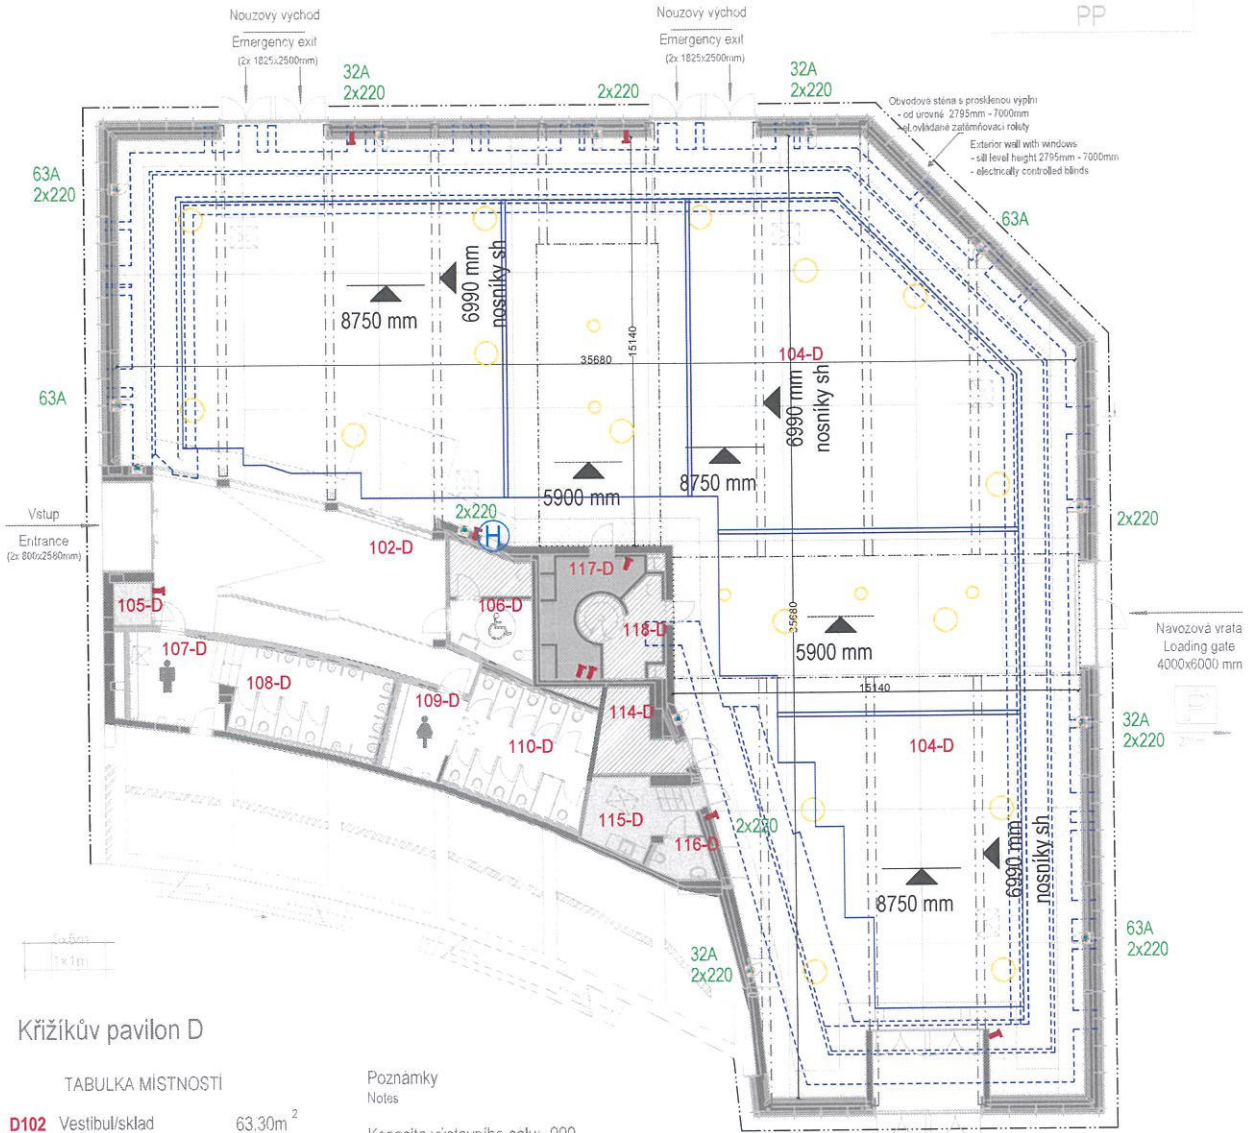 Nouzový východ
Emergency exit
(2x 1825x2500mm)
Nouzový východ
Emergency exit
(2x 1825x2500mm)
PP
32A
2x220
2x220
32A
2x220
Obvodová stěna s prosklenou výplní
- od úrovně 2795mm - 7000mm
- el.ovládané zatemňovací rolety
Exterior wall with windows
- sill level height 2795mm - 7000mm
- electrically controlled blinds
63A
2x220
63A
6990 mm
nosníky sh
8750 mm
35680
15140
104-D
6990 mm
nosníky sh
63A
8750 mm
5900 mm
2x220
H
2x220
Vstup
Entrance
(2x 800x2580mm)
102-D
117-D
105-D
106-D
118-D
35680
5900 mm
Navozová vrata
Loading gate
4000x6000 mm
107-D
108-D
109-D
110-D
114-D
15140
104-D
32A
2x220
115-D
116-D
2x220
6990 mm
nosníky sh
8750 mm
63A
2x220
32A
2x220
1x1m
Křižíkův pavilon D
TABULKA MÍSTNOSTÍ
Poznámky
Notes
D102 Vestibul/sklad 63,30m²